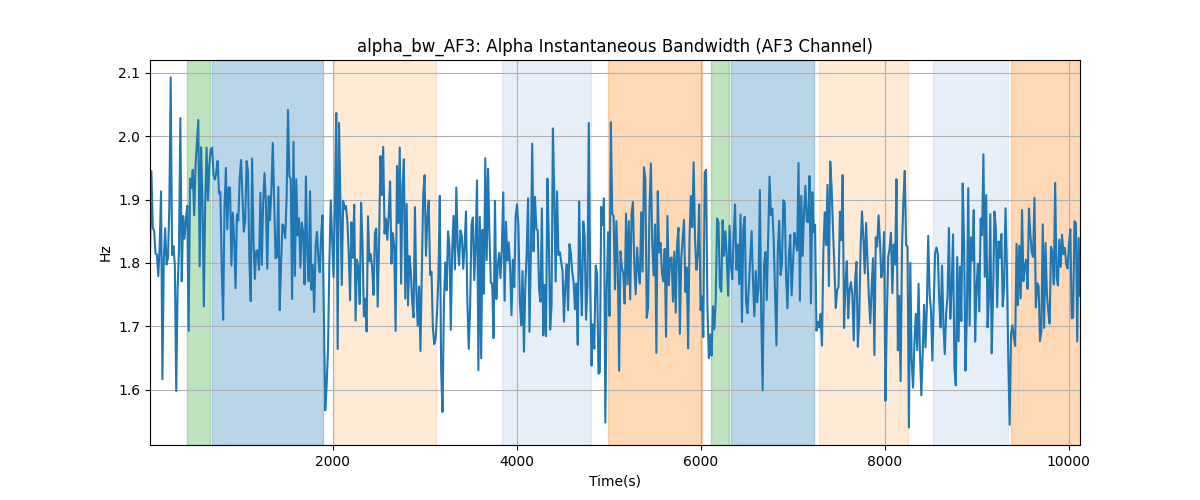 alpha_bw_AF3: Alpha Instantaneous Bandwidth (AF3 Channel)
2.1
2.0
1.9
1.8
1.7
1.6
Hz
2000 4000 6000 8000 10000
Time(s)